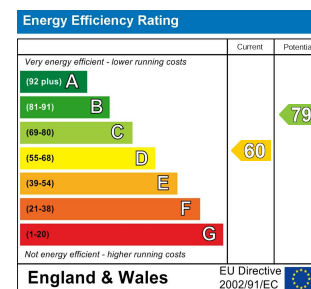 Energy Efficiency Rating
Current Potentia
Very energy efficient - lower running costs
(92 plus) A
(81-91) B
79
(69-80) C
(55-68) D
60
(39-54) E
(21-38) F
(1-20) G
Not energy efficient - higher running costs
England & Wales
EU Directive
2002/91/EC